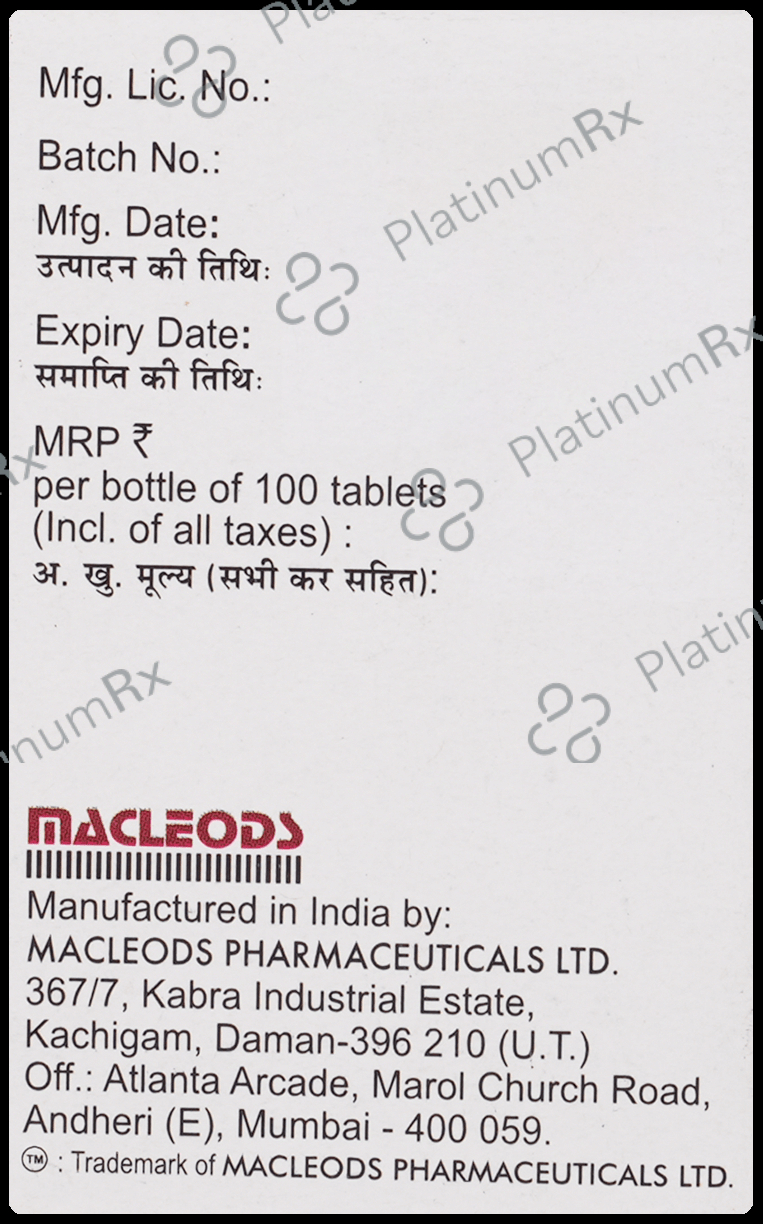 Mfg. Lic. No.:
Batch No.:
Mfg. Date:
उत्पादन की तिथि:
Expiry Date:
समाप्ति की तिथि:
MRP ₹
per bottle of 100 tablets
(Incl. of all taxes) :
अ. खु. मूल्य (सभी कर सहित):
MACLEODS
Manufactured in India by:
MACLEODS PHARMACEUTICALS LTD.
367/7, Kabra Industrial Estate,
Kachigam, Daman-396 210 (U.T.)
Off.: Atlanta Arcade, Marol Church Road,
Andheri (E), Mumbai - 400 059.
TM : Trademark of MACLEODS PHARMACEUTICALS LTD.
PlatinumRx
PlatinumRx